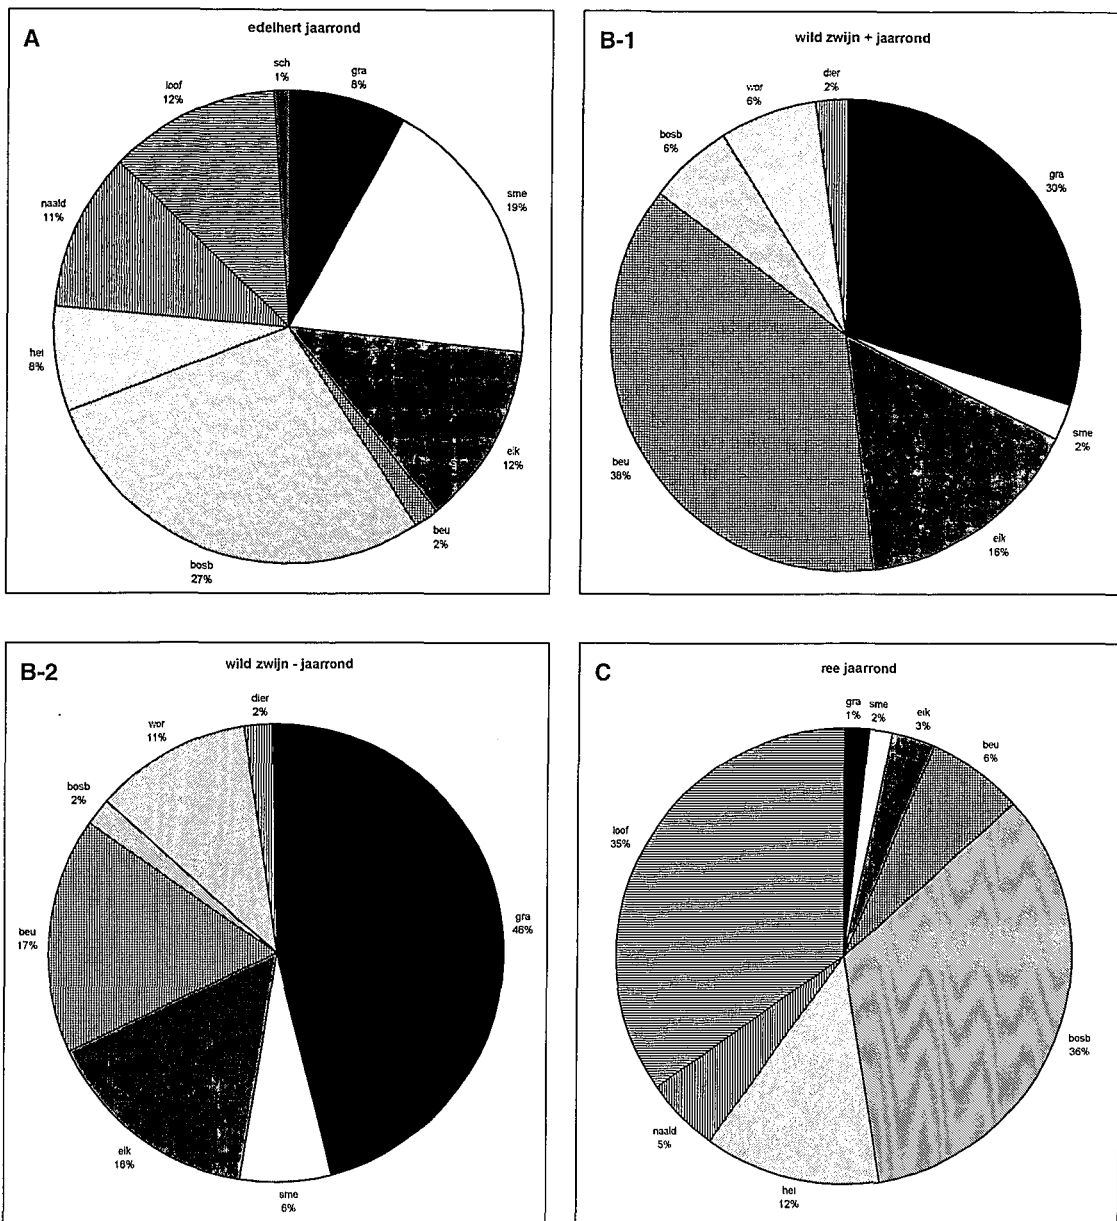 A
edelhert jaarrond
sch
1%
gra
8%
sme
19%
eik
12%
beu
2%
bosb
27%
hei
8%
naald
11%
loof
12%
B-1
wild zwijn + jaarrond
dier
2%
gra
30%
sme
2%
eik
16%
beu
38%
bosb
6%
wor
6%
B-2
wild zwijn - jaarrond
dier
2%
gra
46%
sme
6%
eik
16%
beu
17%
bosb
2%
wor
11%
C
ree jaarrond
gra
1%
sme
2%
eik
3%
beu
6%
bosb
36%
hei
12%
naald
5%
loof
35%